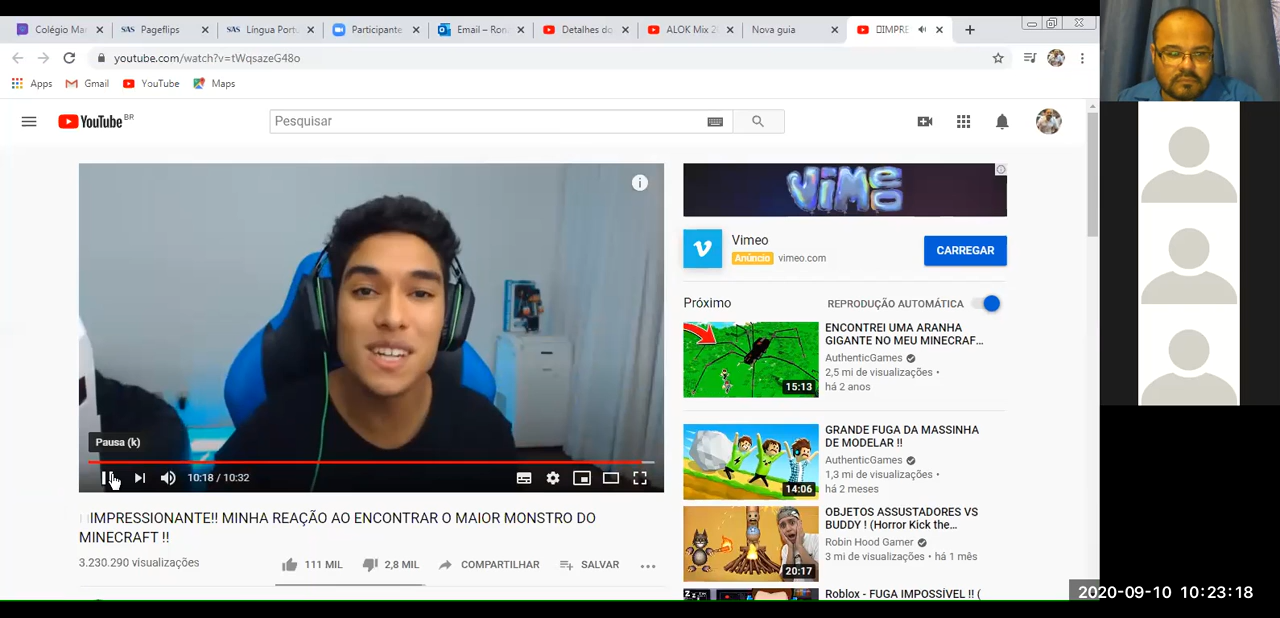 Colégio Ma
SAS Pageflips
SAS Língua Port
Participante
Email – Ron
Detalhes do
ALOK Mix 2
Nova guia
IMPRE
youtube.com/watch?v=tWqsazeG48o
Apps
Gmail
YouTube
Maps
YouTube BR
Pesquisar
vimeo
Vimeo
Anúncio vimeo.com
CARREGAR
Próximo
REPRODUÇÃO AUTOMÁTICA
ENCONTREI UMA ARANHA
GIGANTE NO MEU MINECRAF...
AuthenticGames
2,5 mi de visualizações •
há 2 anos
15:13
GRANDE FUGA DA MASSINHA
DE MODELAR !!
AuthenticGames
1,3 mi de visualizações •
há 2 meses
14:06
OBJETOS ASSUSTADORES VS
BUDDY ! (Horror Kick the...
Robin Hood Gamer
3 mi de visualizações • há 1 mês
20:17
Roblox - FUGA IMPOSSÍVEL !! (
Pausa (k)
10:18 / 10:32
IMPRESSIONANTE!! MINHA REAÇÃO AO ENCONTRAR O MAIOR MONSTRO DO
MINECRAFT !!
3.230.290 visualizações
111 MIL
2,8 MIL
COMPARTILHAR
SALVAR
2020-09-10 10:23:18